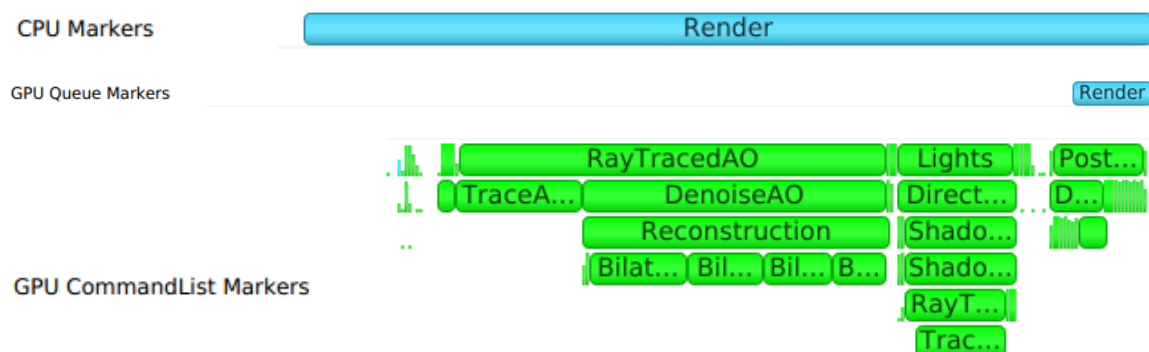 CPU Markers Render
GPU Queue Markers Render
RayTracedAO Lights Post...
TraceA... DenoiseAO Direct... D...
Reconstruction Shado...
Bilat... Bil... Bil... B... Shado...
GPU CommandList Markers
RayT...
Trac...